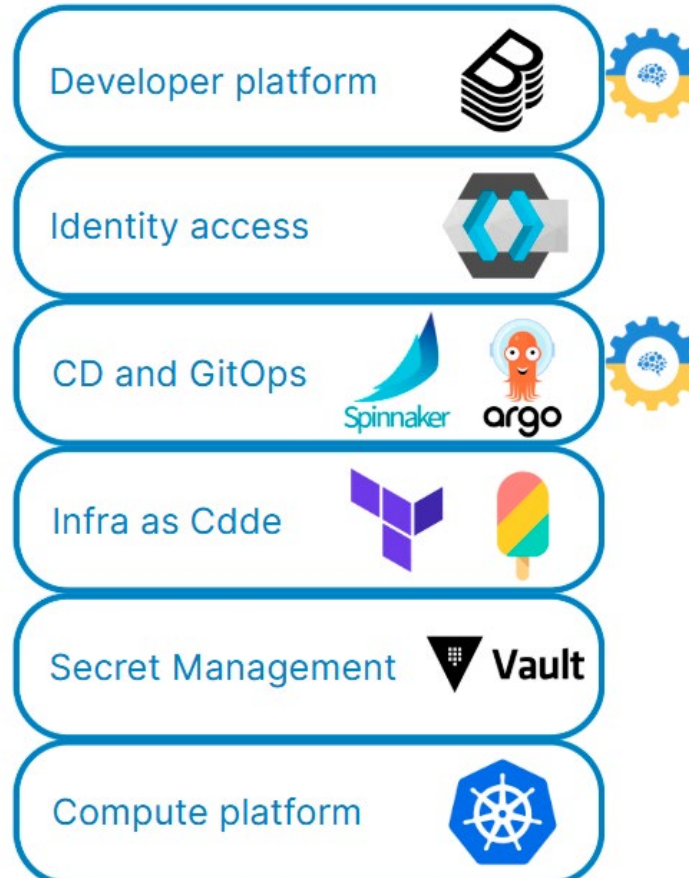 Developer platform
Identity access
CD and GitOps
Spinnaker
argo
Infra as Cdde
Secret Management
Vault
Compute platform